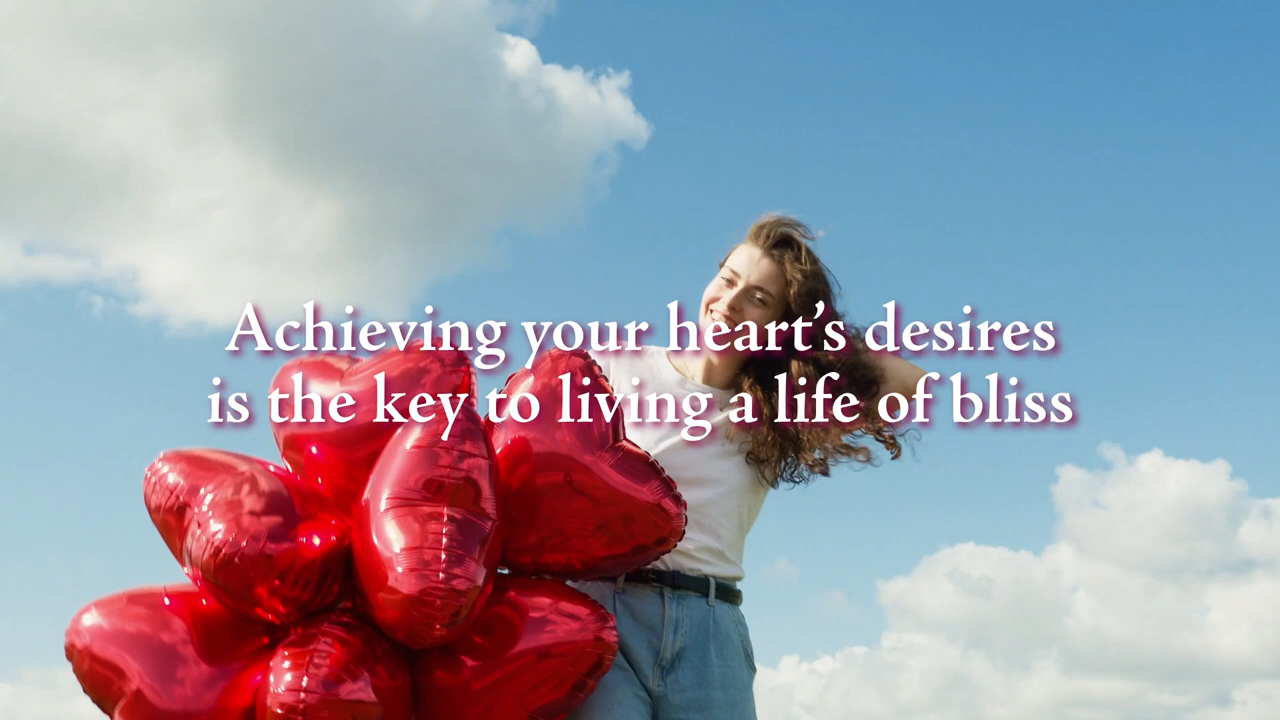 Achieving your heart’s desires
is the key to living a life of bliss